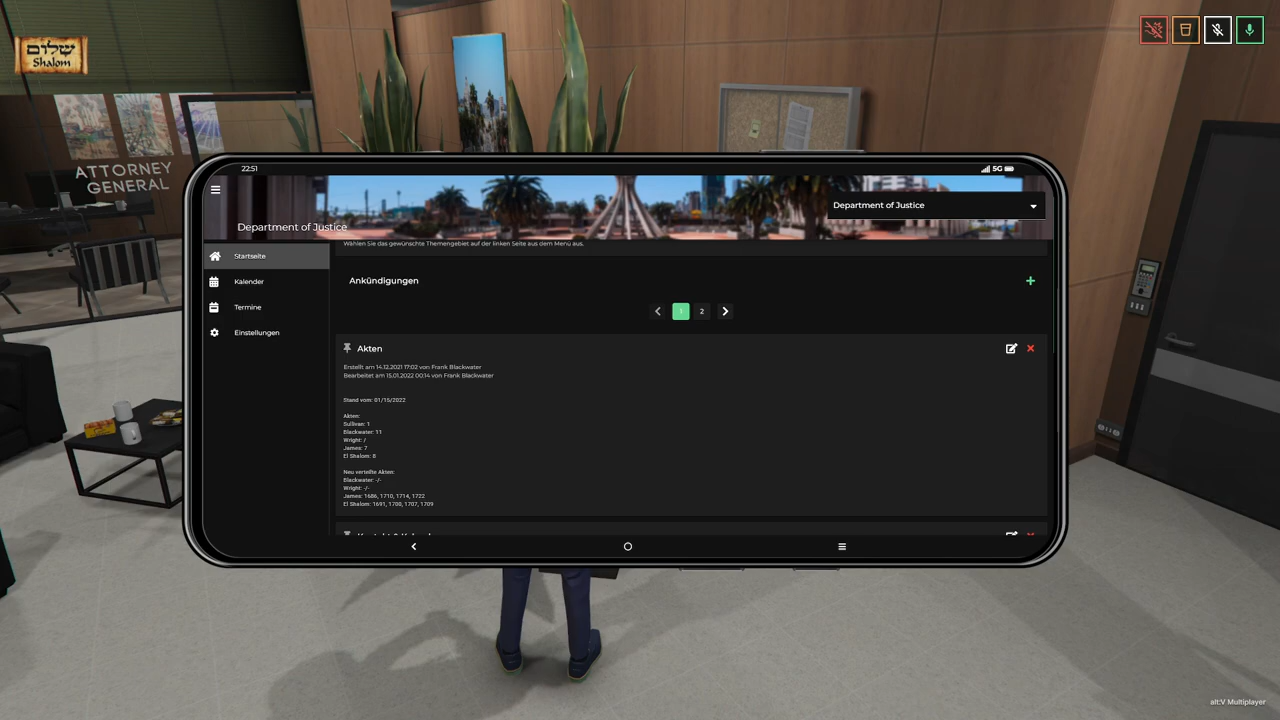 שלום
Shalom
ATTORNEY
GENERAL
22:51
5G
Department of Justice
Department of Justice
Startseite
Kalender
Termine
Einstellungen
Wählen Sie das gewünschte Themengebiet auf der linken Seite aus dem Menü aus.
Ankündigungen
1
2
Akten
Erstellt am 14.12.2021 17:02 von Frank Blackwater
Bearbeitet am 15.01.2022 00:14 von Frank Blackwater
Stand vom: 01/15/2022
Akten:
Sullivan: 1
Blackwater: 11
Wright: /
James: 7
El Shalom: 8
Neu verteilte Akten:
Blackwater: -/-
Wright: -/-
James: 1686, 1710, 1714, 1722
El Shalom: 1691, 1700, 1707, 1709
alt:V Multiplayer